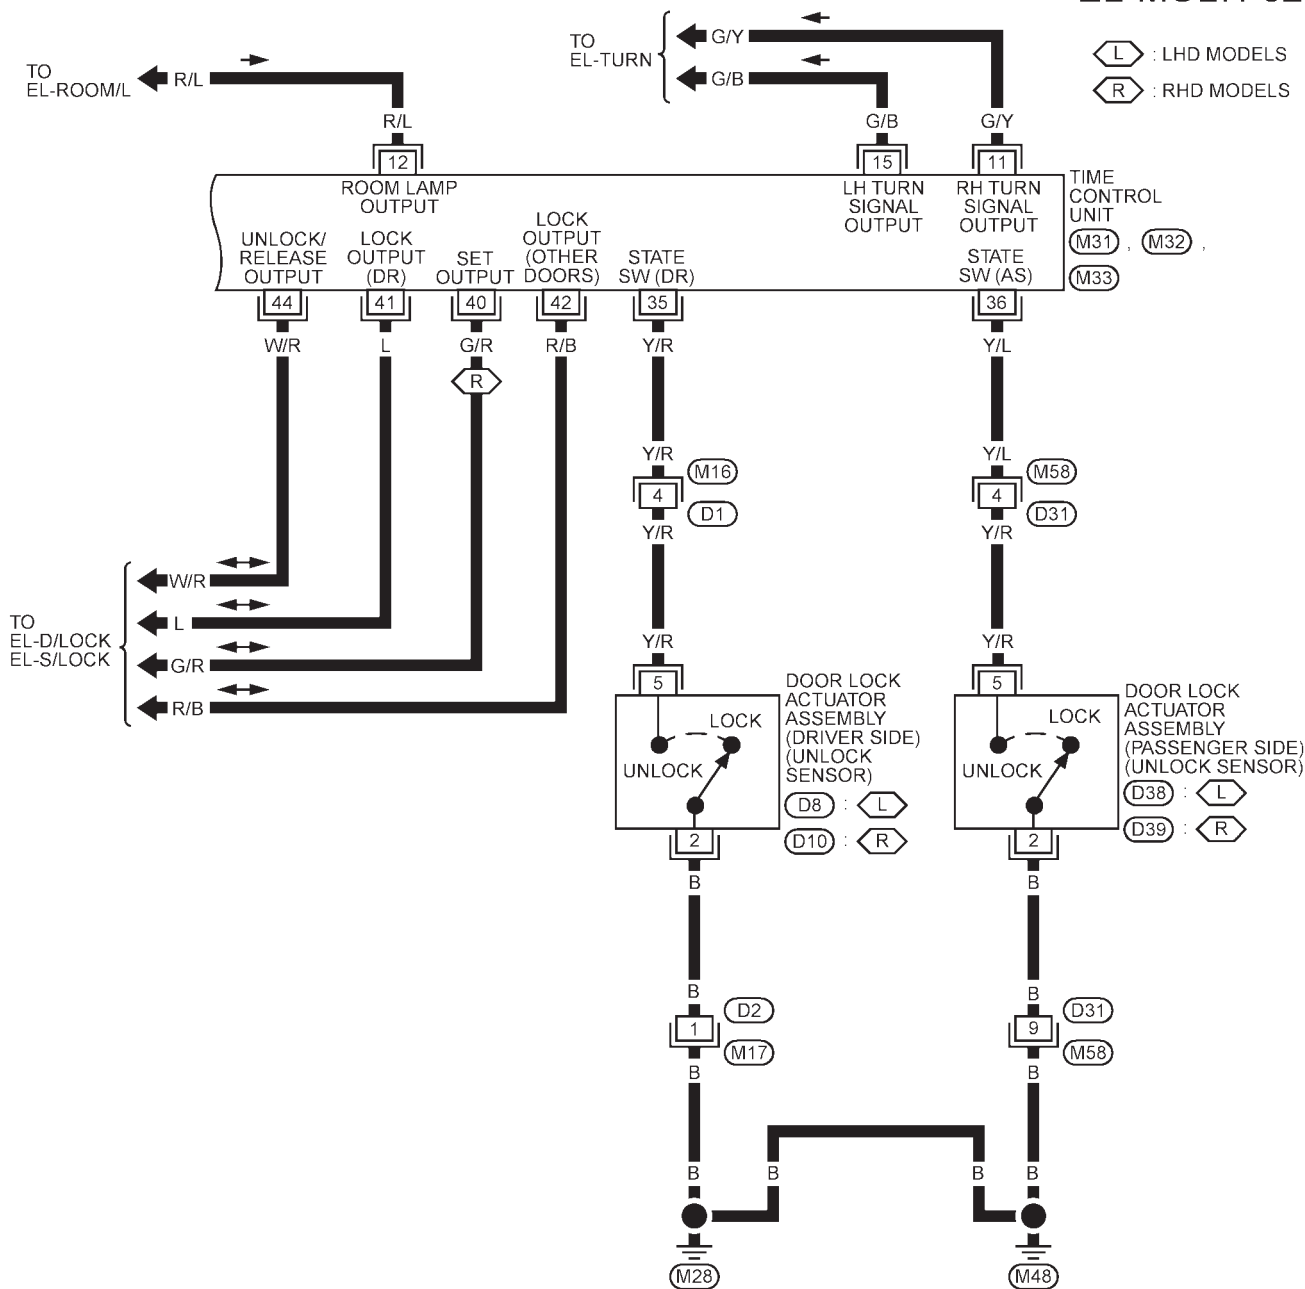 TO
EL-TURN
G/Y
G/B
L : LHD MODELS
R : RHD MODELS
TO
EL-ROOM/L
R/L
R/L
G/B
G/Y
12
15
11
ROOM LAMP
OUTPUT
LH TURN
SIGNAL
OUTPUT
RH TURN
SIGNAL
OUTPUT
TIME
CONTROL
UNIT
M31 , M32 ,
M33
UNLOCK/
RELEASE
OUTPUT
LOCK
OUTPUT
(DR)
SET
OUTPUT
LOCK
OUTPUT
(OTHER
DOORS)
STATE
SW (DR)
STATE
SW (AS)
44
41
40
42
35
36
W/R
L
G/R
R/B
Y/R
Y/L
R
Y/R
M16
4
D1
Y/R
Y/L
M58
4
D31
Y/R
TO
EL-D/LOCK
EL-S/LOCK
W/R
L
G/R
R/B
Y/R
5
Y/R
5
LOCK
UNLOCK
DOOR LOCK
ACTUATOR
ASSEMBLY
(DRIVER SIDE)
(UNLOCK
SENSOR)
D8 : L
D10 : R
LOCK
UNLOCK
DOOR LOCK
ACTUATOR
ASSEMBLY
(PASSENGER SIDE)
(UNLOCK SENSOR)
D38 : L
D39 : R
2
B
2
B
B
D2
1
M17
B
B
D31
9
M58
B
B
B
B
B
M28
M48